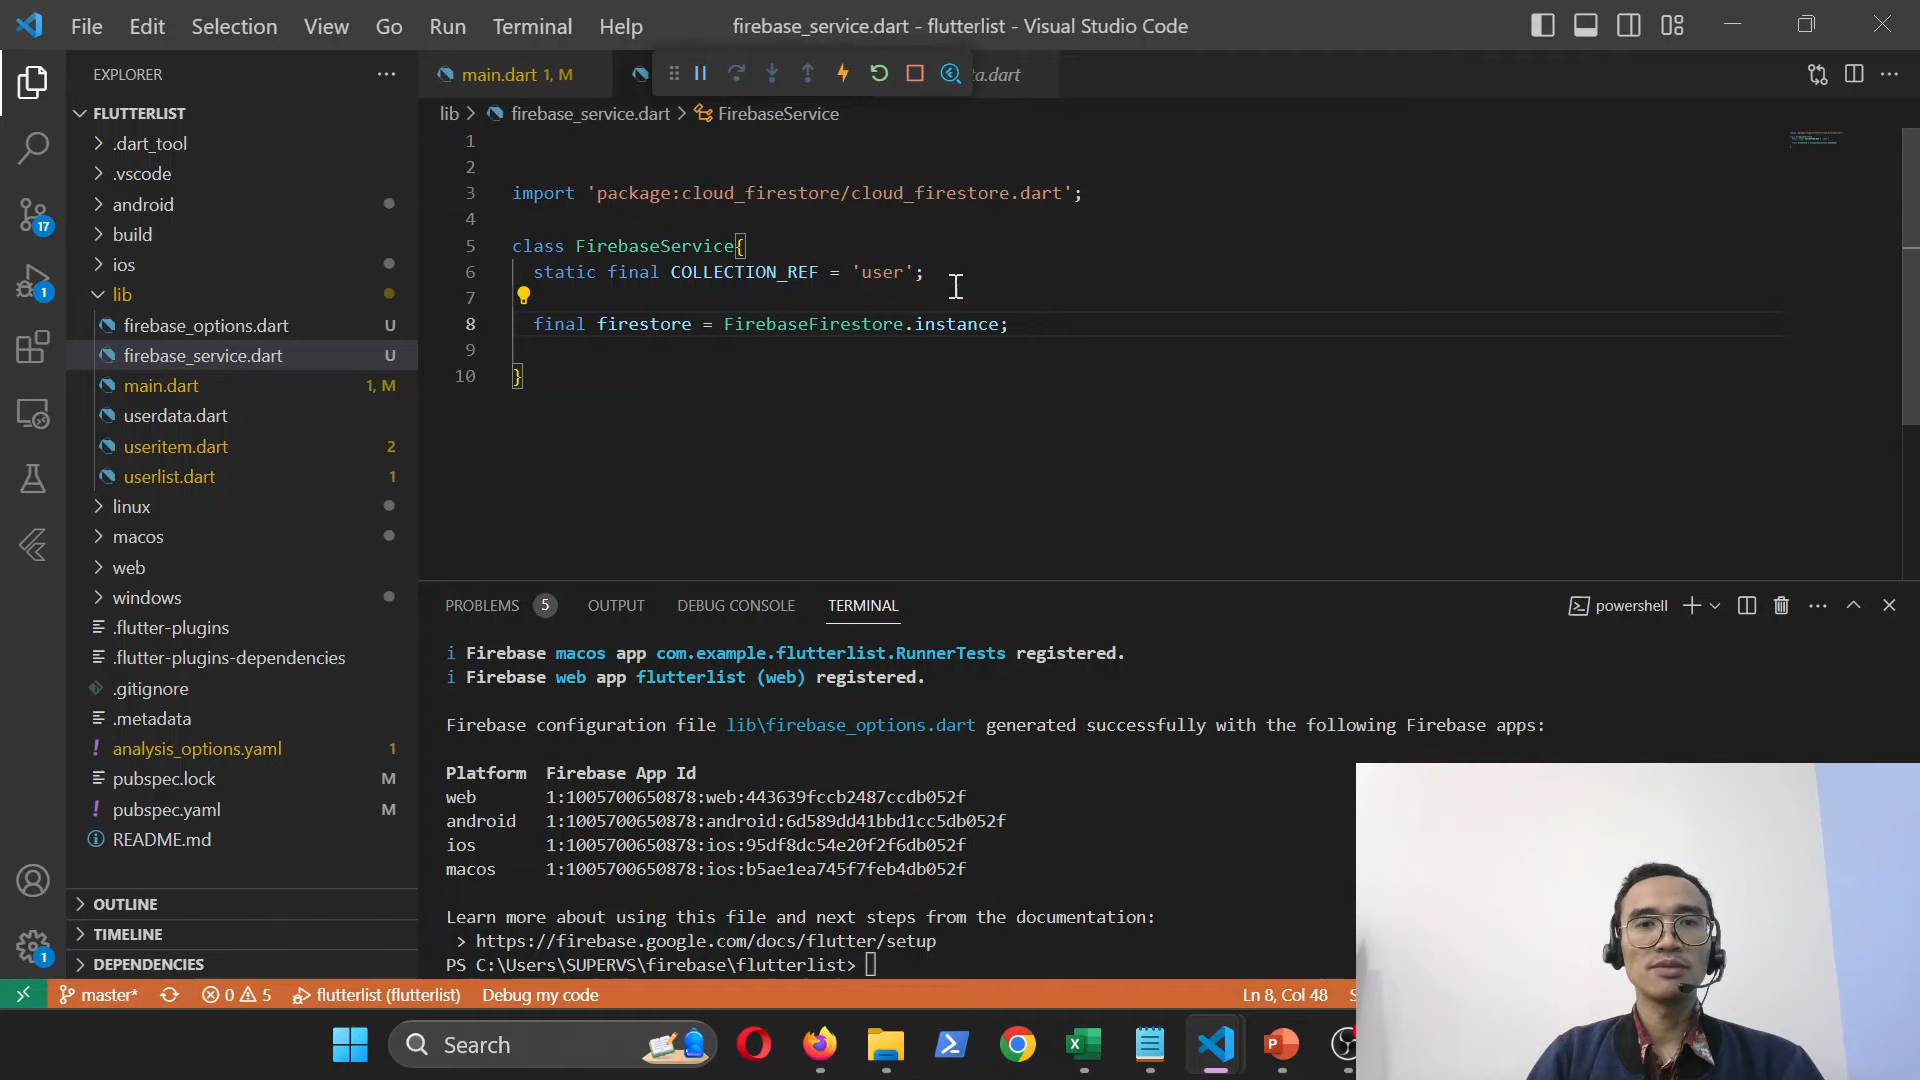 File Edit Selection View Go Run Terminal Help
firebase_service.dart - flutterlist - Visual Studio Code
EXPLORER
FLUTTERLIST
.dart_tool
.vscode
android
build
ios
lib
firebase_options.dart U
firebase_service.dart U
main.dart 1, M
userdata.dart
useritem.dart 2
userlist.dart 1
linux
macos
web
windows
.flutter-plugins
.flutter-plugins-dependencies
.gitignore
.metadata
analysis_options.yaml 1
pubspec.lock M
pubspec.yaml M
README.md
OUTLINE
TIMELINE
DEPENDENCIES
17
1
1
main.dart 1, M
ta.dart
lib > firebase_service.dart > FirebaseService
1
2
3 import 'package:cloud_firestore/cloud_firestore.dart';
4
5 class FirebaseService{
6 static final COLLECTION_REF = 'user';
7
8 final firestore = FirebaseFirestore.instance;
9
10 }
PROBLEMS 5 OUTPUT DEBUG CONSOLE TERMINAL
powershell
i Firebase macos app com.example.flutterlist.RunnerTests registered.
i Firebase web app flutterlist (web) registered.
Firebase configuration file lib\firebase_options.dart generated successfully with the following Firebase apps:
Platform Firebase App Id
web 1:1005700650878:web:443639fccb2487ccdb052f
android 1:1005700650878:android:6d589dd41bbd1cc5db052f
ios 1:1005700650878:ios:95df8dc54e20f2f6db052f
macos 1:1005700650878:ios:b5ae1ea745f7feb4db052f
Learn more about using this file and next steps from the documentation:
> https://firebase.google.com/docs/flutter/setup
PS C:\Users\SUPERVS\firebase\flutterlist>
master* 0 5 flutterlist (flutterlist) Debug my code
Ln 8, Col 48 S
Search